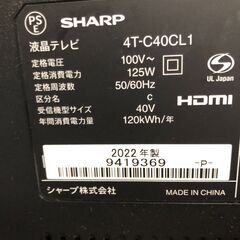 PS
E
SHARP
液晶テレビ 4T-C40CL1
定格電圧 100V~
定格消費電力 125W
定格周波数 50/60Hz
区分名 c
受信機型サイズ 40V
年間消費電力量 120kWh/年
UL Japan
HDMI
2022 年製
9419369 -P-
シャープ株式会社 MADE IN CHINA